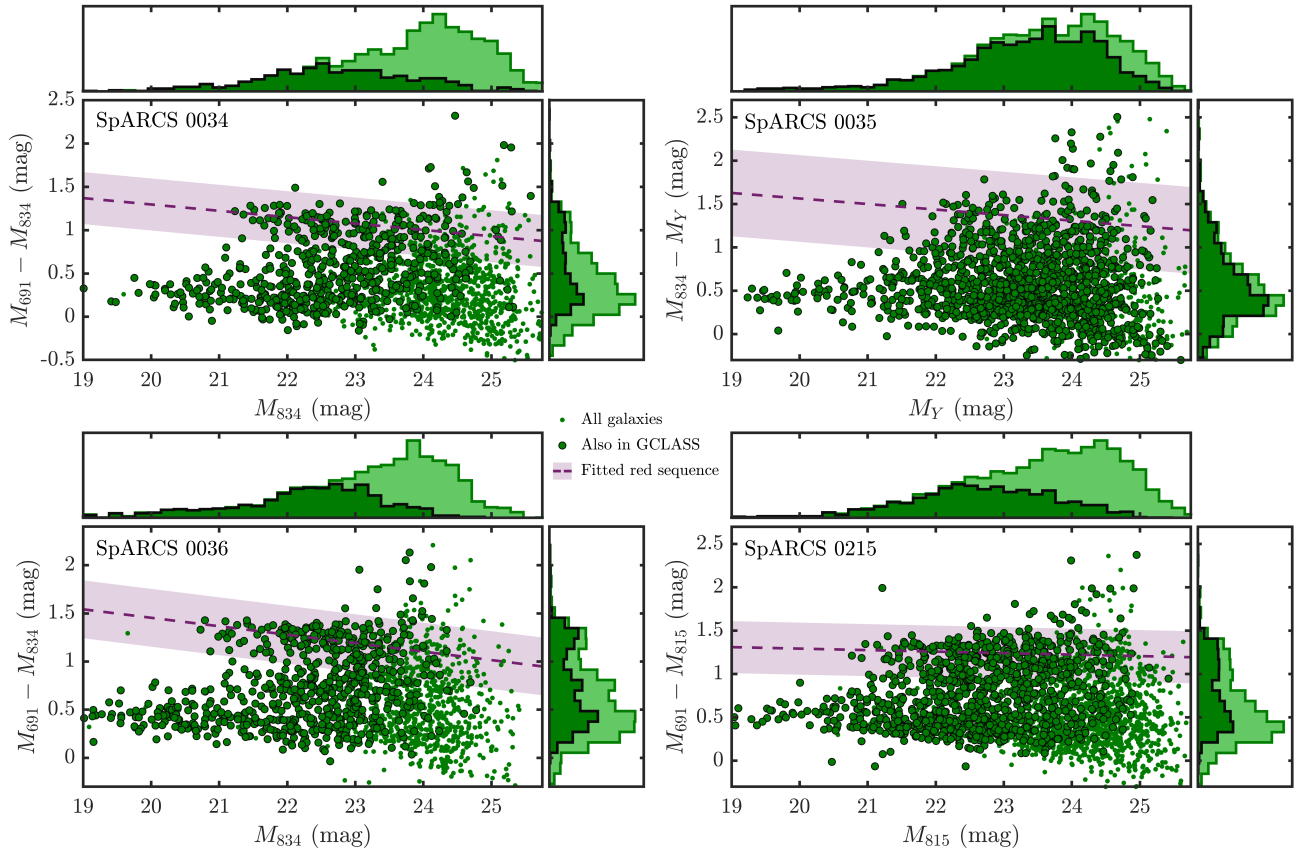 SpARCS 0034
2.5
2
1.5
1
0.5
0
-0.5
M691 − M834 (mag)
19 20 21 22 23 24 25
M834 (mag)
SpARCS 0035
2.5
2
1.5
1
0.5
0
M834 − MY (mag)
19 20 21 22 23 24 25
MY (mag)
All galaxies
Also in GCLASS
Fitted red sequence
SpARCS 0036
2
1.5
1
0.5
0
M691 − M834 (mag)
19 20 21 22 23 24 25
M834 (mag)
SpARCS 0215
2.5
2
1.5
1
0.5
0
M691 − M815 (mag)
19 20 21 22 23 24 25
M815 (mag)